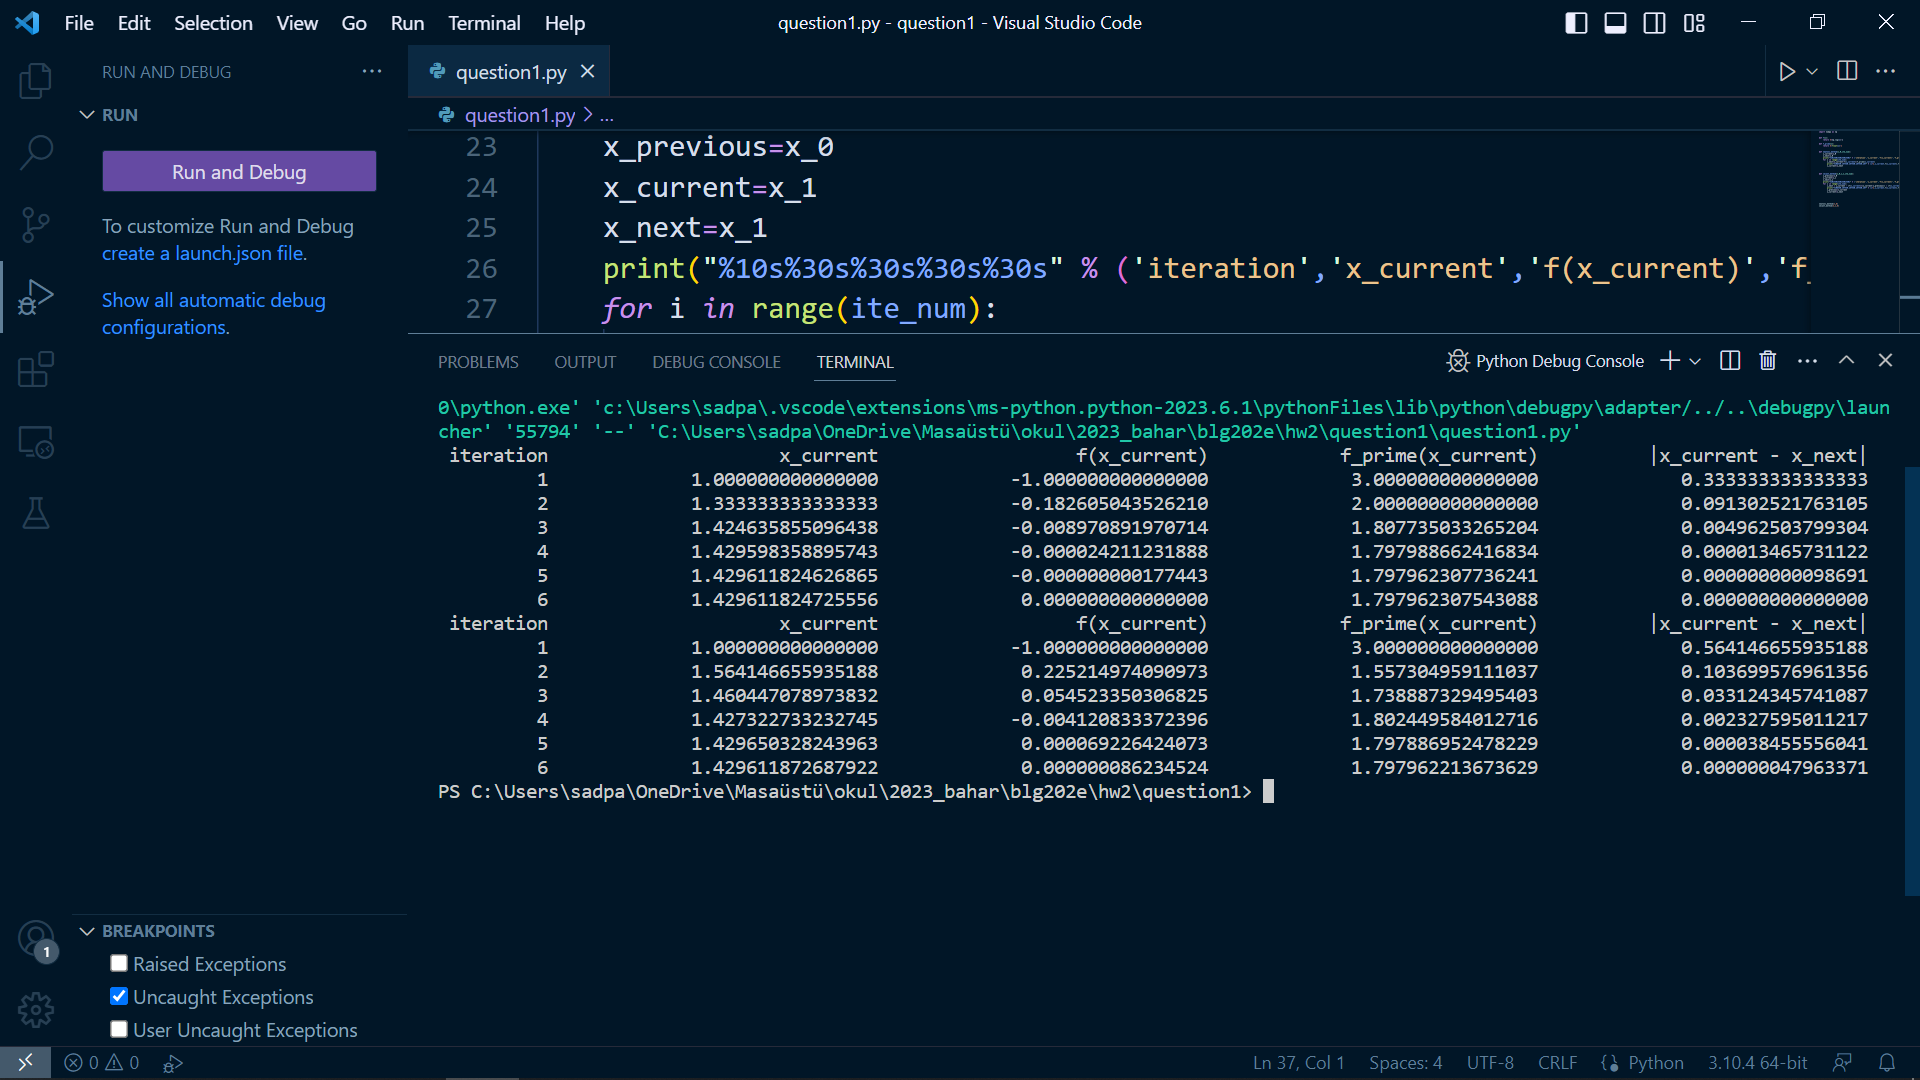 File Edit Selection View Go Run Terminal Help
question1.py - question1 - Visual Studio Code
RUN AND DEBUG
RUN
Run and Debug
To customize Run and Debug
create a launch.json file.
Show all automatic debug
configurations.
question1.py
question1.py > ...
23 x_previous=x_0
24 x_current=x_1
25 x_next=x_1
26 print("%10s%30s%30s%30s%30s" % ('iteration','x_current','f(x_current)','f_
27 for i in range(ite_num):
PROBLEMS OUTPUT DEBUG CONSOLE TERMINAL
Python Debug Console
0\python.exe' 'c:\Users\sadpa\.vscode\extensions\ms-python.python-2023.6.1\pythonFiles\lib\python\debugpy\adapter/../..\debugpy\laun
cher' '55794' '--' 'C:\Users\sadpa\OneDrive\Masaüstü\okul\2023_bahar\blg202e\hw2\question1\question1.py'
iteration x_current f(x_current) f_prime(x_current) |x_current - x_next|
1 1.000000000000000 -1.000000000000000 3.000000000000000 0.333333333333333
2 1.333333333333333 -0.182605043526210 2.000000000000000 0.091302521763105
3 1.424635855096438 -0.008970891970714 1.807735033265204 0.004962503799304
4 1.429598358895743 -0.000024211231888 1.797988662416834 0.000013465731122
5 1.429611824626865 -0.000000000177443 1.797962307736241 0.000000000098691
6 1.429611824725556 0.000000000000000 1.797962307543088 0.000000000000000
iteration x_current f(x_current) f_prime(x_current) |x_current - x_next|
1 1.000000000000000 -1.000000000000000 3.000000000000000 0.564146655935188
2 1.564146655935188 0.225214974090973 1.557304959111037 0.103699576961356
3 1.460447078973832 0.054523350306825 1.738887329495403 0.033124345741087
4 1.427322733232745 -0.004120833372396 1.802449584012716 0.002327595011217
5 1.429650328243963 0.000069226424073 1.797886952478229 0.000038455556041
6 1.429611872687922 0.000000086234524 1.797962213673629 0.000000047963371
PS C:\Users\sadpa\OneDrive\Masaüstü\okul\2023_bahar\blg202e\hw2\question1>
BREAKPOINTS
Raised Exceptions
Uncaught Exceptions
User Uncaught Exceptions
1
0 0
Ln 37, Col 1 Spaces: 4 UTF-8 CRLF Python 3.10.4 64-bit